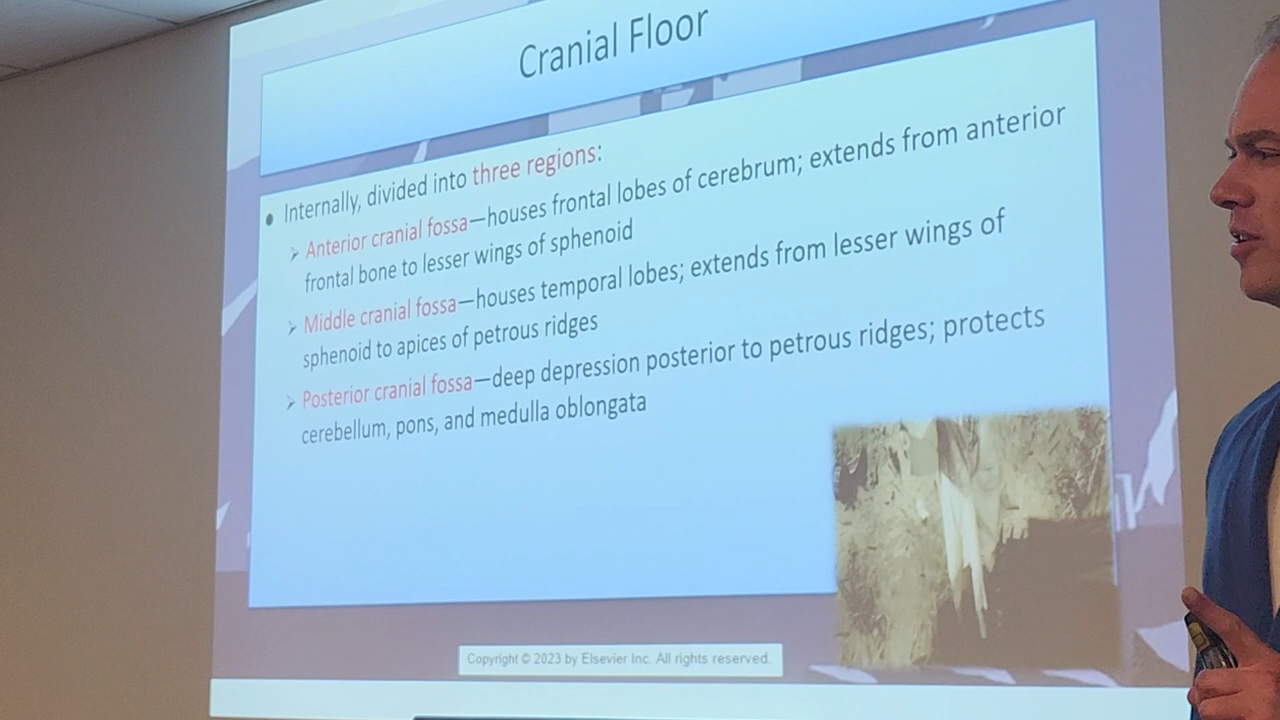 Cranial Floor
• Internally, divided into three regions:
➢ Anterior cranial fossa—houses frontal lobes of cerebrum; extends from anterior
frontal bone to lesser wings of sphenoid
➢ Middle cranial fossa—houses temporal lobes; extends from lesser wings of
sphenoid to apices of petrous ridges
➢ Posterior cranial fossa—deep depression posterior to petrous ridges; protects
cerebellum, pons, and medulla oblongata
Copyright © 2023 by Elsevier Inc. All rights reserved.